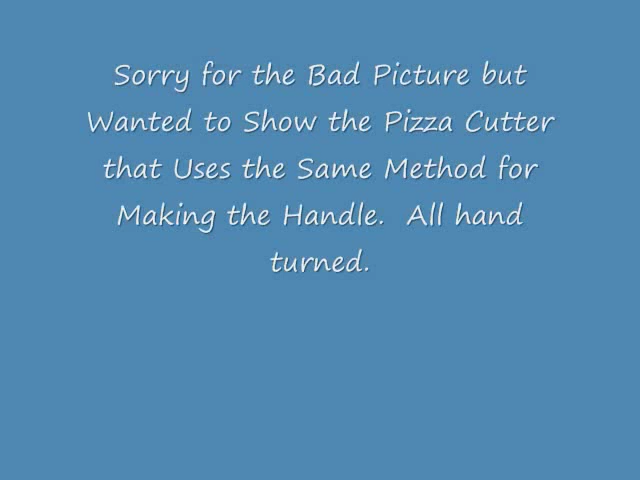 Sorry for the Bad Picture but
Wanted to Show the Pizza Cutter
that Uses the Same Method for
Making the Handle.  All hand
turned.